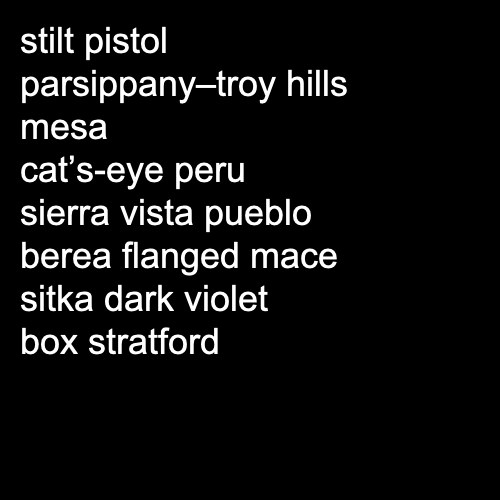 stilt pistol
parsippany–troy hills
mesa
cat’s-eye peru
sierra vista pueblo
berea flanged mace
sitka dark violet
box stratford